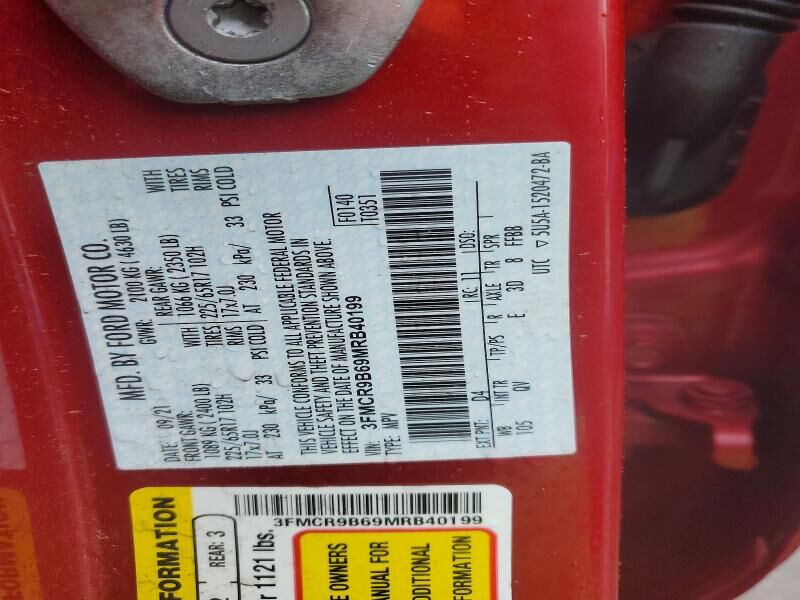 MFD. BY FORD MOTOR CO.
DATE: 09/21 GVWR: 2100 KG ( 4630 LB)
FRONT GAWR: REAR GAWR:
1089 KG ( 2400 LB) WITH 1066 KG ( 2350 LB) WITH
225/65R17 102H TIRES 225/65R17 102H TIRES
17x7.0J RIMS 17x7.0J RIMS
AT 230 kPa/ 33 PSI COLD AT 230 kPa/ 33 PSI COLD
THIS VEHICLE CONFORMS TO ALL APPLICABLE FEDERAL MOTOR
VEHICLE SAFETY AND THEFT PREVENTION STANDARDS IN
EFFECT ON THE DATE OF MANUFACTURE SHOWN ABOVE.
VIN: 3FMCR9B69MRB40199 F0140
TYPE: MPV T0351
EXT PNT: D4 RC: 11 DSO:
WB INT TR TP/PS R AXLE TR SPR
105 QV E 3D 8 FFBB
UTC ▽ 5U5A-1520472-BA
3FMCR9B69MRB40199
FORMATION
REAR: 3
1121 lbs.
OWNERS
MANUAL FOR
ADDITIONAL
FORMATION